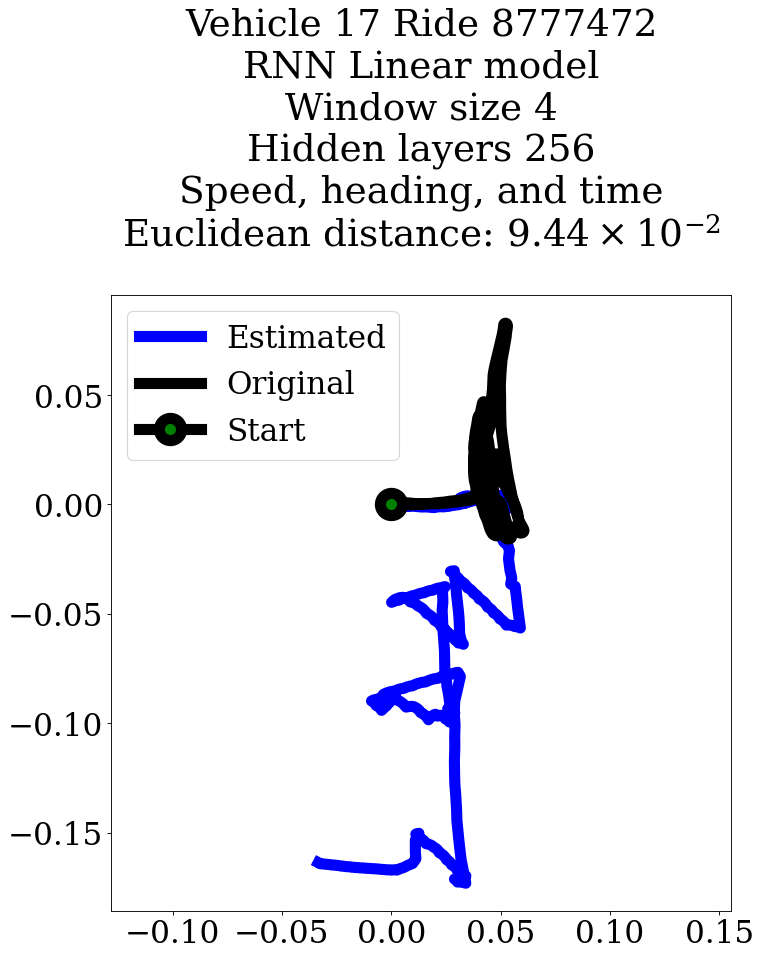 Vehicle 17 Ride 8777472
RNN Linear model
Window size 4
Hidden layers 256
Speed, heading, and time
Euclidean distance: 9.44 × 10⁻²
Estimated
Original
Start
0.05
0.00
−0.05
−0.10
−0.15
−0.10 −0.05 0.00 0.05 0.10 0.15